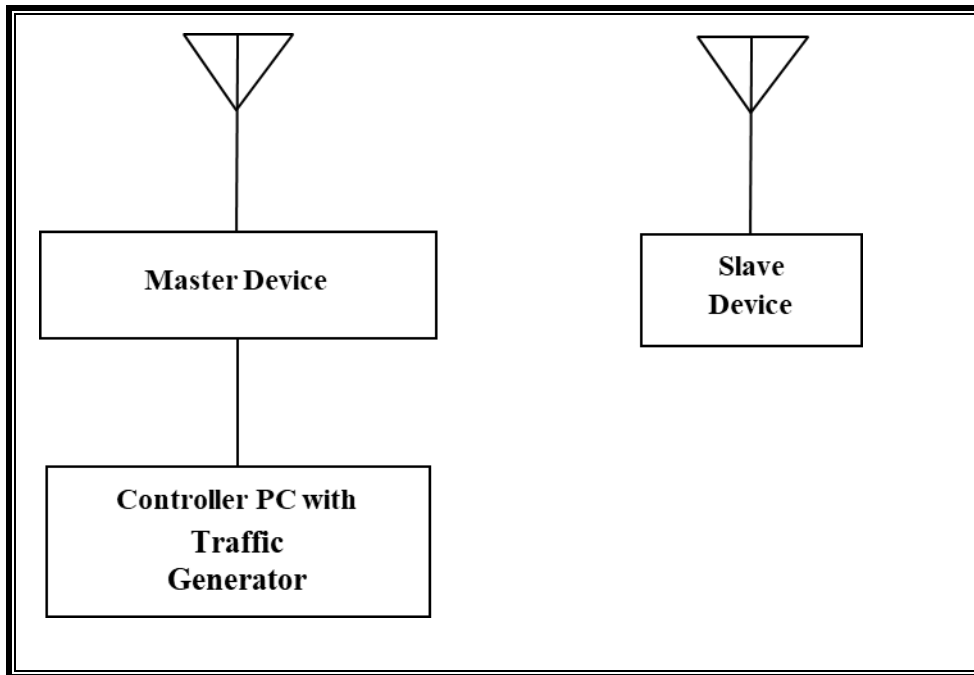 Master Device
Slave
Device
Controller PC with
Traffic
Generator